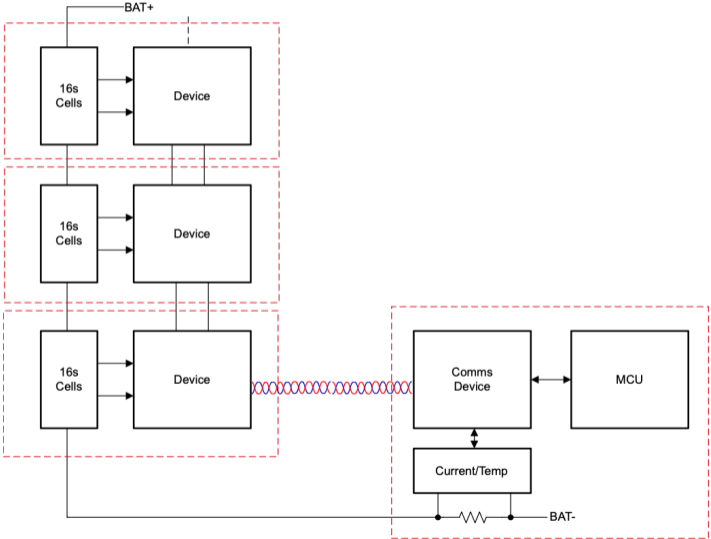 BAT+
16s
Cells
Device
16s
Cells
Device
16s
Cells
Device
Comms
Device
MCU
Current/Temp
BAT-